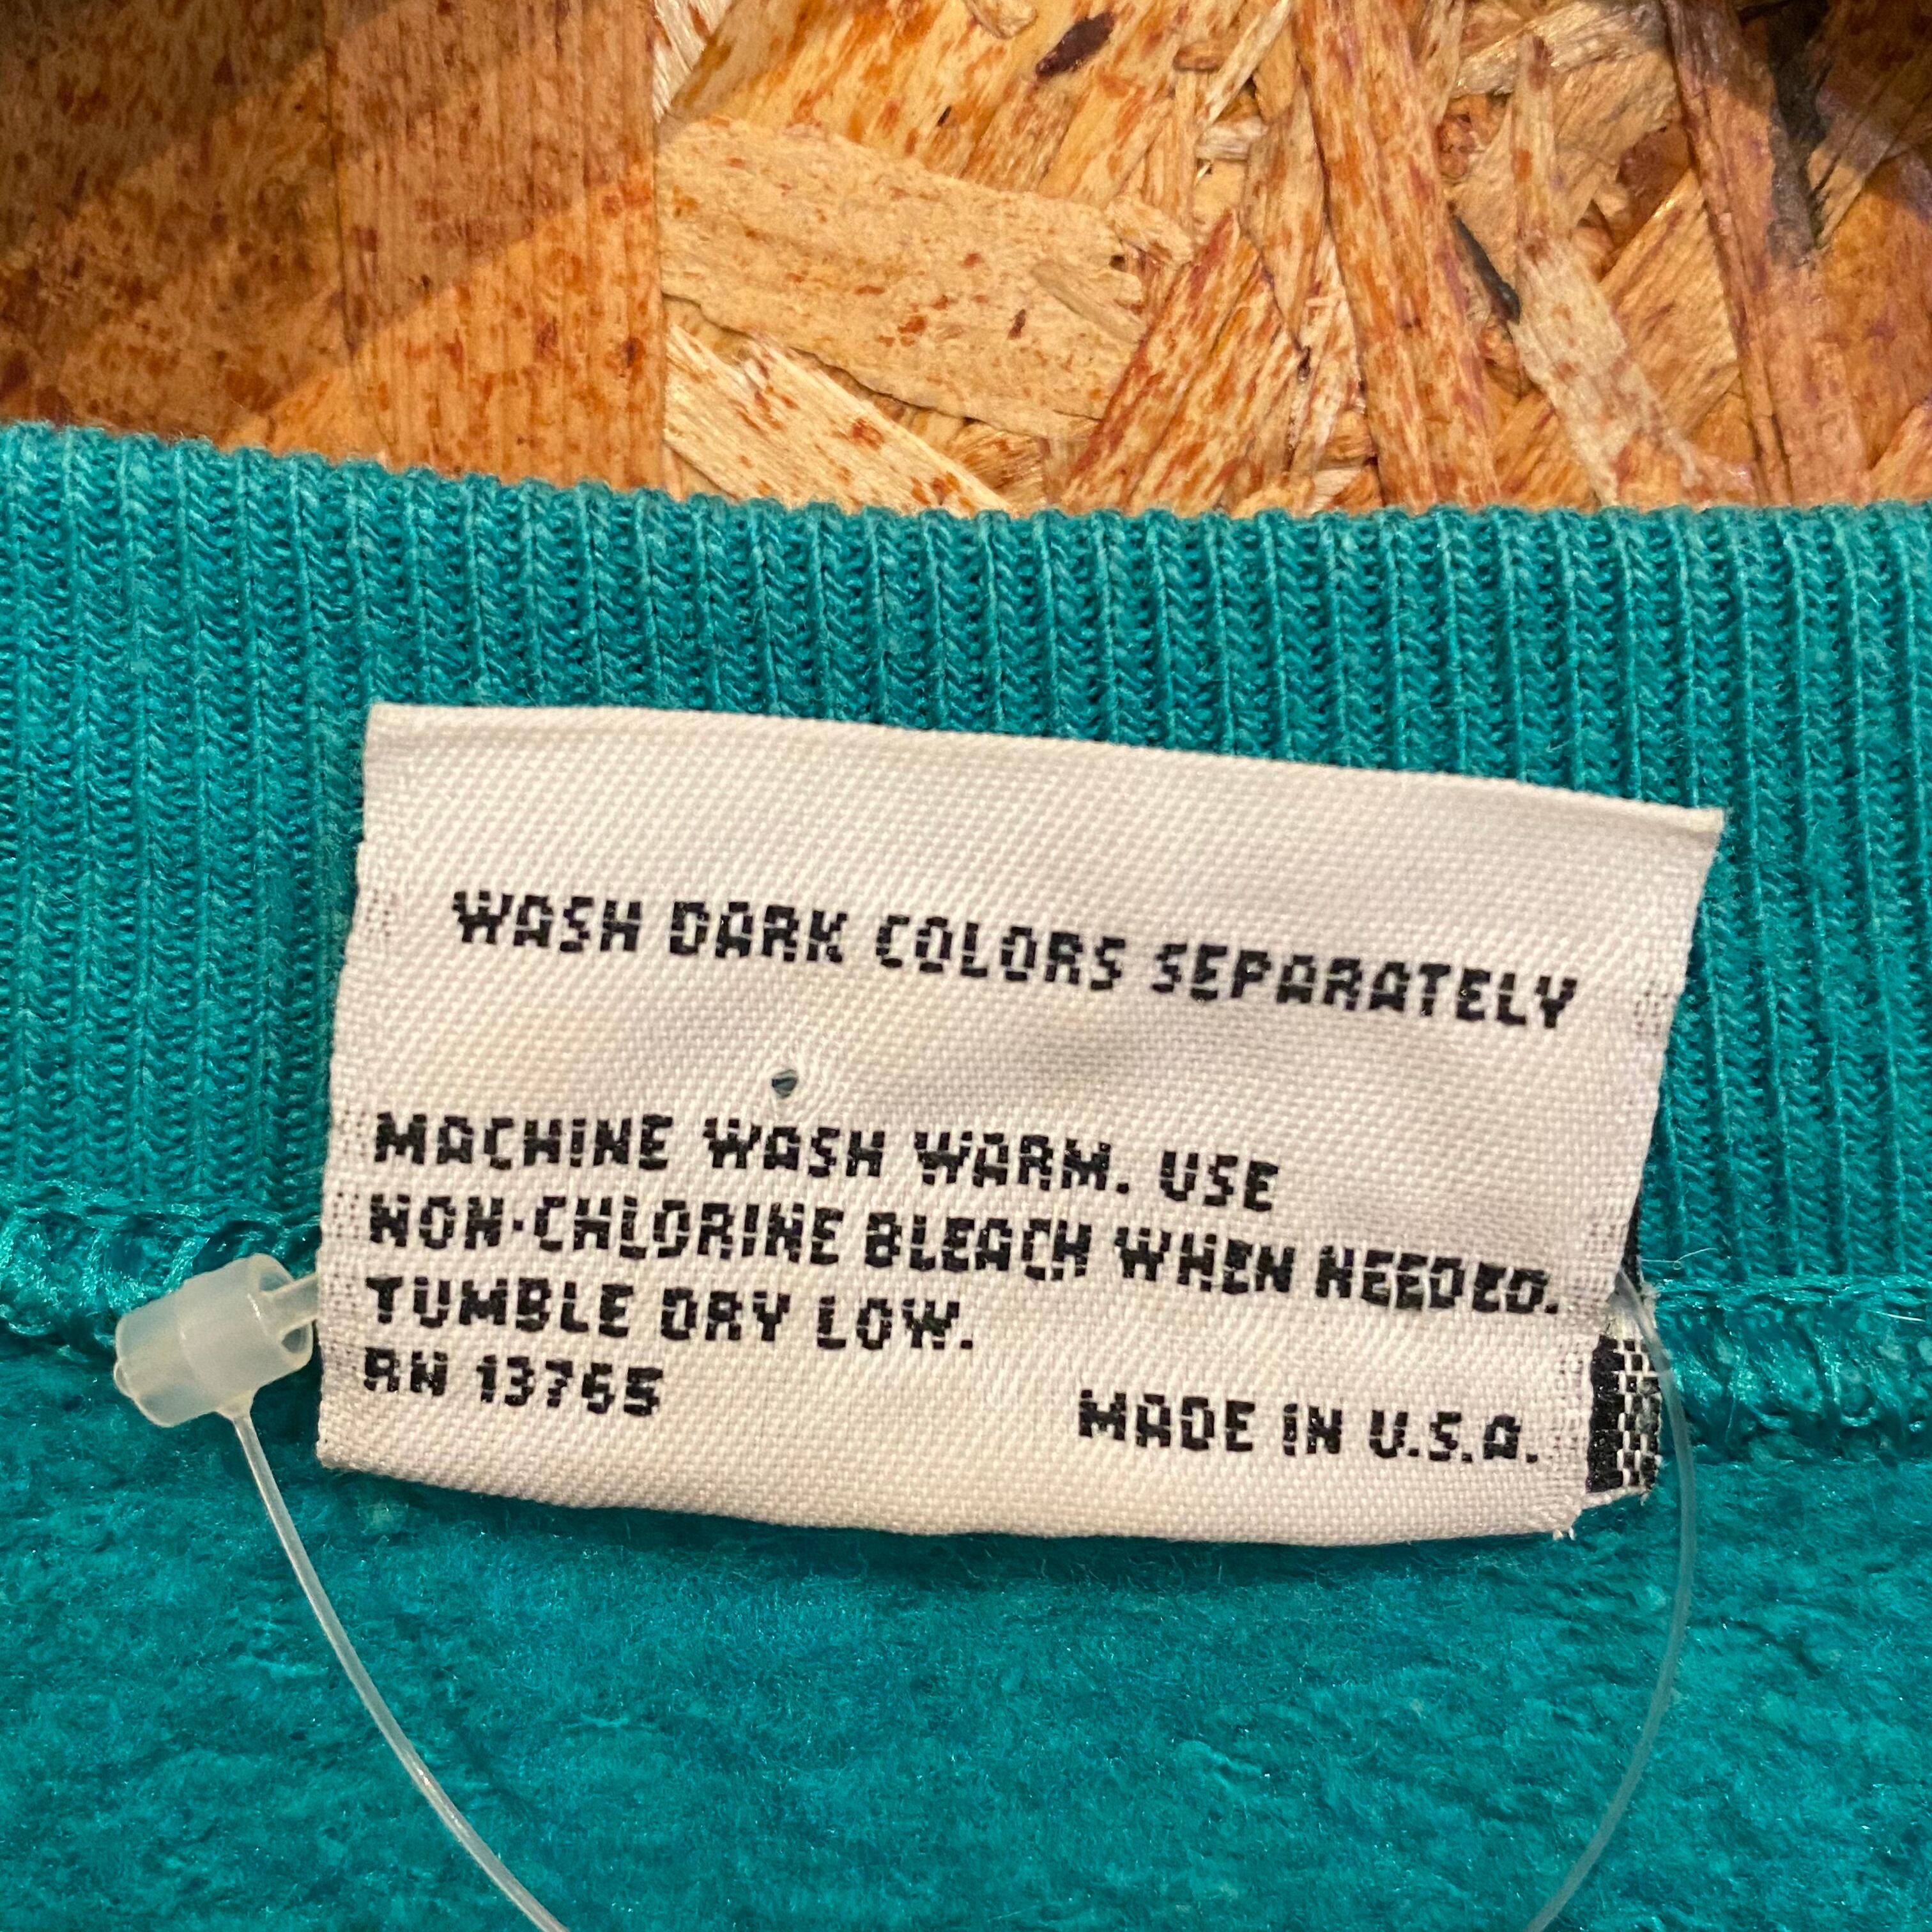 WASH DARK COLORS SEPARATELY
MACHINE WASH WARM. USE
NON-CHLORINE BLEACH WHEN NEEDED.
TUMBLE DRY LOW.
RN 13765
MADE IN U.S.A.